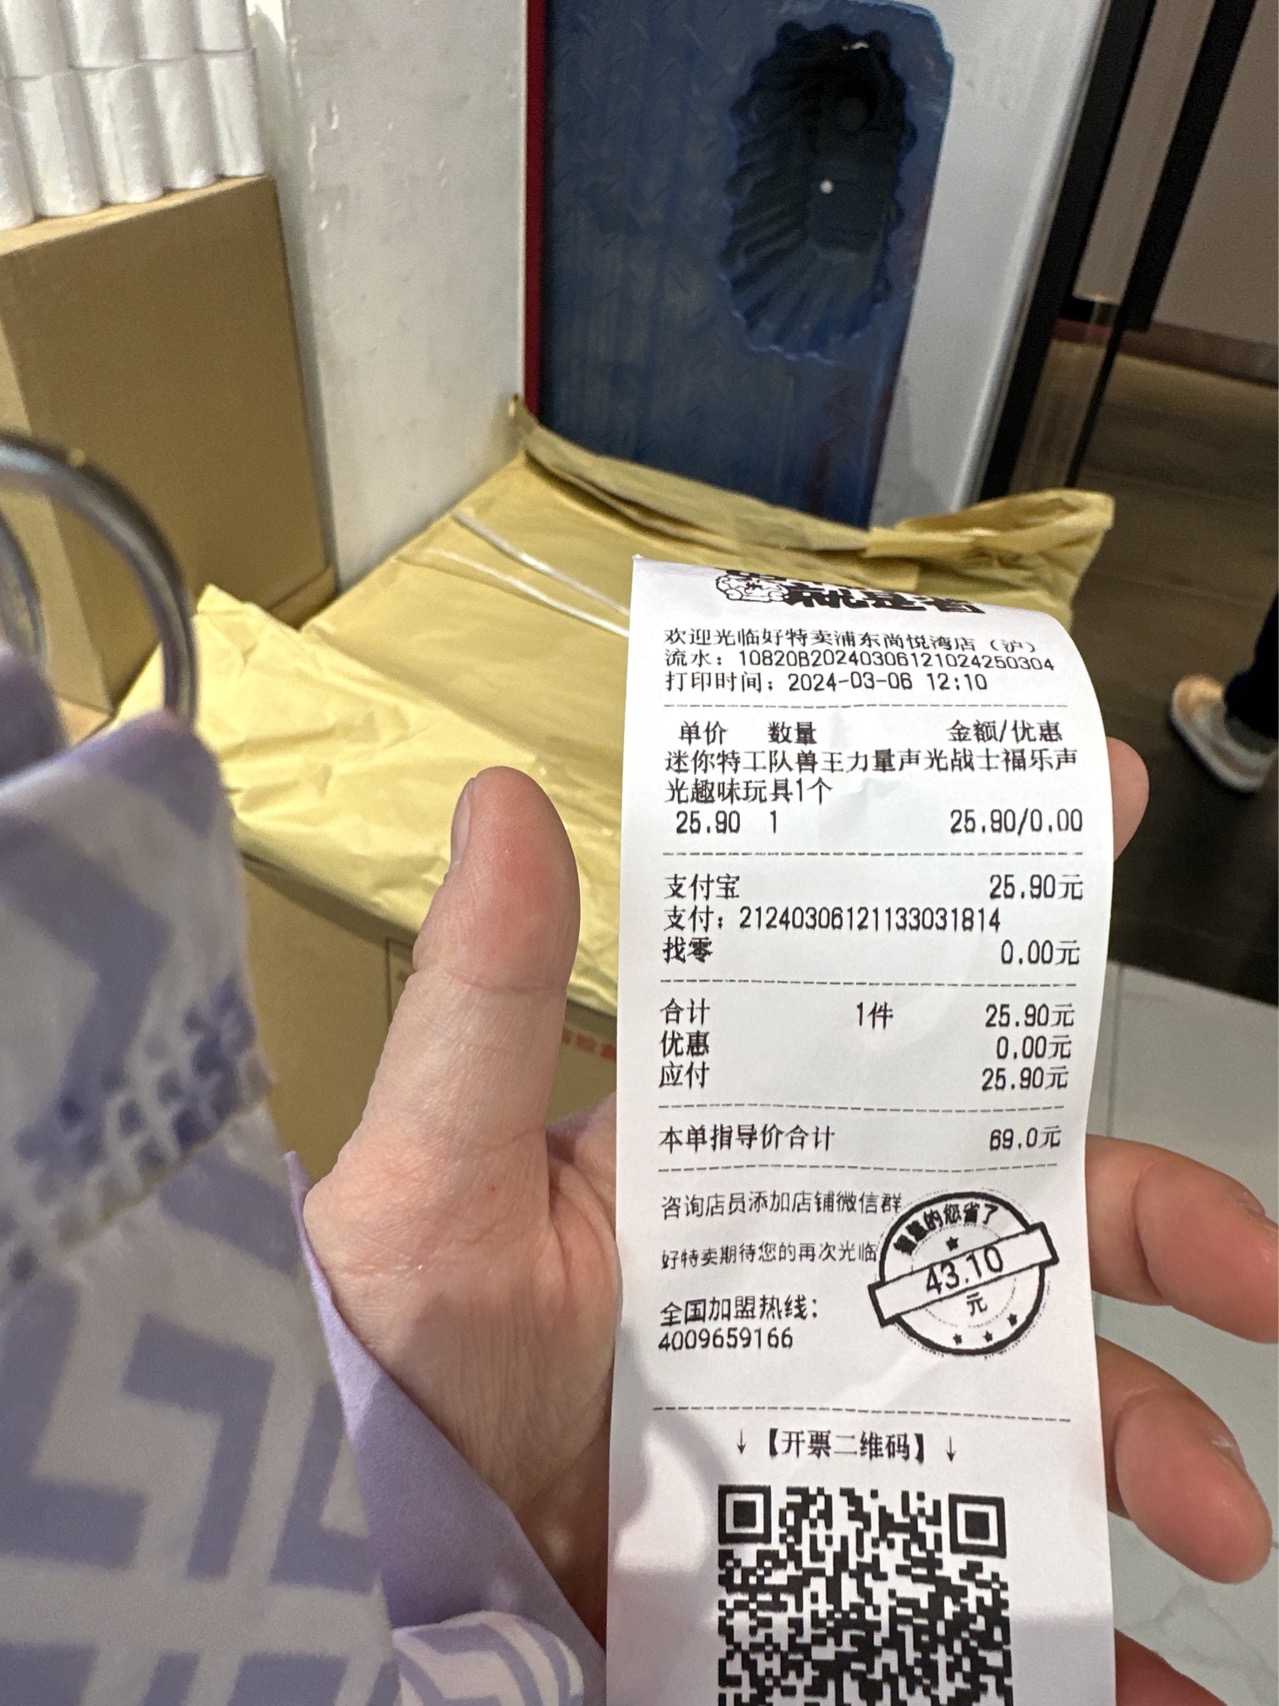 欢迎光临好特卖浦东尚悦湾店（沪）
流水：10820B202403061210242503​04
打印时间：2024-03-06 12:10
单价 数量 金额/优惠
迷你特工队兽王力量声光战士福乐声
光趣味玩具1个
25.90 1 25.90/0.00
支付宝 25.90元
支付：21240306121133031814
找零 0.00元
合计 1件 25.90元
优惠 0.00元
应付 25.90元
本单指导价合计 69.0元
咨询店员添加店铺微信群
好特卖期待您的再次光临
的您省了
43.10
元
全国加盟热线：
4009659166
↓【开票二维码】↓